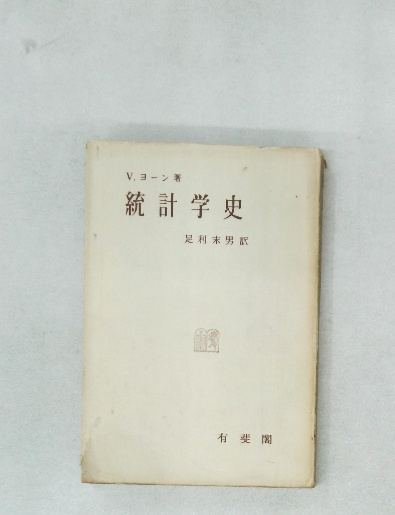 V. ヨーン著
統計学史
足利末男訳
有斐閣